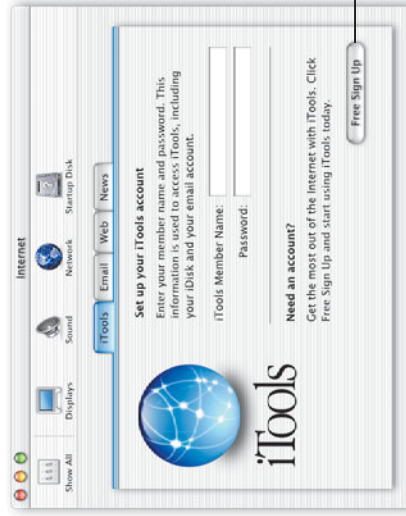 Internet
Show All
Displays
Sound
Network
Startup Disk
iTools
Email
Web
News
Set up your iTools account
Enter your member name and password. This
information is used to access iTools, including
your iDisk and your email account.
iTools Member Name:
Password:
iTools
Need an account?
Get the most out of the Internet with iTools. Click
Free Sign Up and start using iTools today.
Free Sign Up